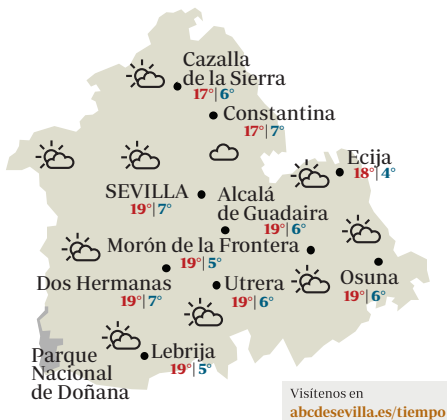 Cazalla
de la Sierra
17°|6°
Constantina
17°|7°
Ecija
18°|4°
SEVILLA
19°|7°
Alcalá
de Guadaira
19°|6°
Morón de la Frontera
19°|5°
Dos Hermanas
19°|7°
Utrera
19°|6°
Osuna
19°|6°
Lebrija
19°|5°
Parque
Nacional
de Doñana
Visítenos en
abcdesevilla.es/tiempo